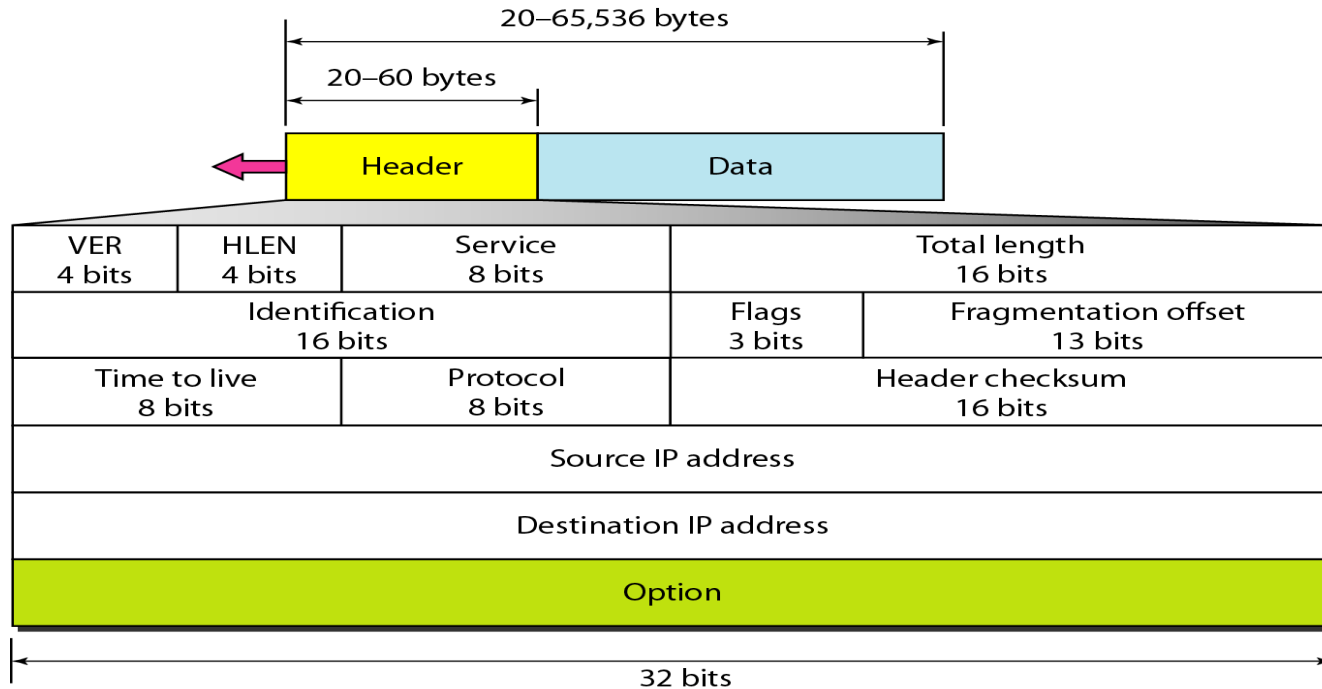 20–65,536 bytes
20–60 bytes
Header
Data
VER
4 bits
HLEN
4 bits
Service
8 bits
Total length
16 bits
Identification
16 bits
Flags
3 bits
Fragmentation offset
13 bits
Time to live
8 bits
Protocol
8 bits
Header checksum
16 bits
Source IP address
Destination IP address
Option
32 bits